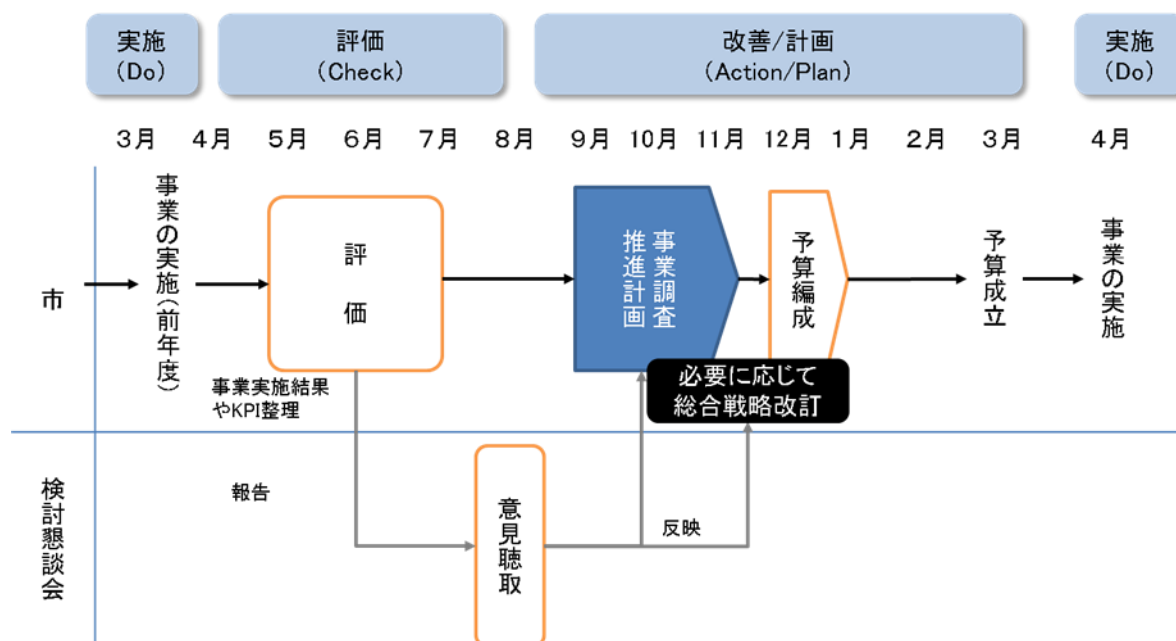 実施
(Do)
評価
(Check)
改善/計画
(Action/Plan)
実施
(Do)
3月 4月 5月 6月 7月 8月 9月 10月 11月 12月 1月 2月 3月 4月
市
事業の実施(前年度)
評価
事業調査
推進計画
予算編成
予算成立
事業の実施
事業実施結果
やKPI整理
必要に応じて
総合戦略改訂
検討懇談会
報告
意見聴取
反映